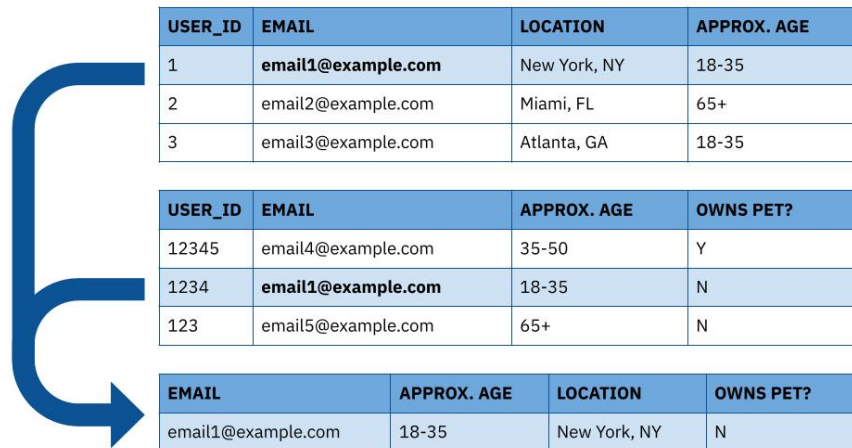 USER_ID EMAIL LOCATION APPROX. AGE
1 email1@example.com New York, NY 18-35
2 email2@example.com Miami, FL 65+
3 email3@example.com Atlanta, GA 18-35
USER_ID EMAIL APPROX. AGE OWNS PET?
12345 email4@example.com 35-50 Y
1234 email1@example.com 18-35 N
123 email5@example.com 65+ N
EMAIL APPROX. AGE LOCATION OWNS PET?
email1@example.com 18-35 New York, NY N